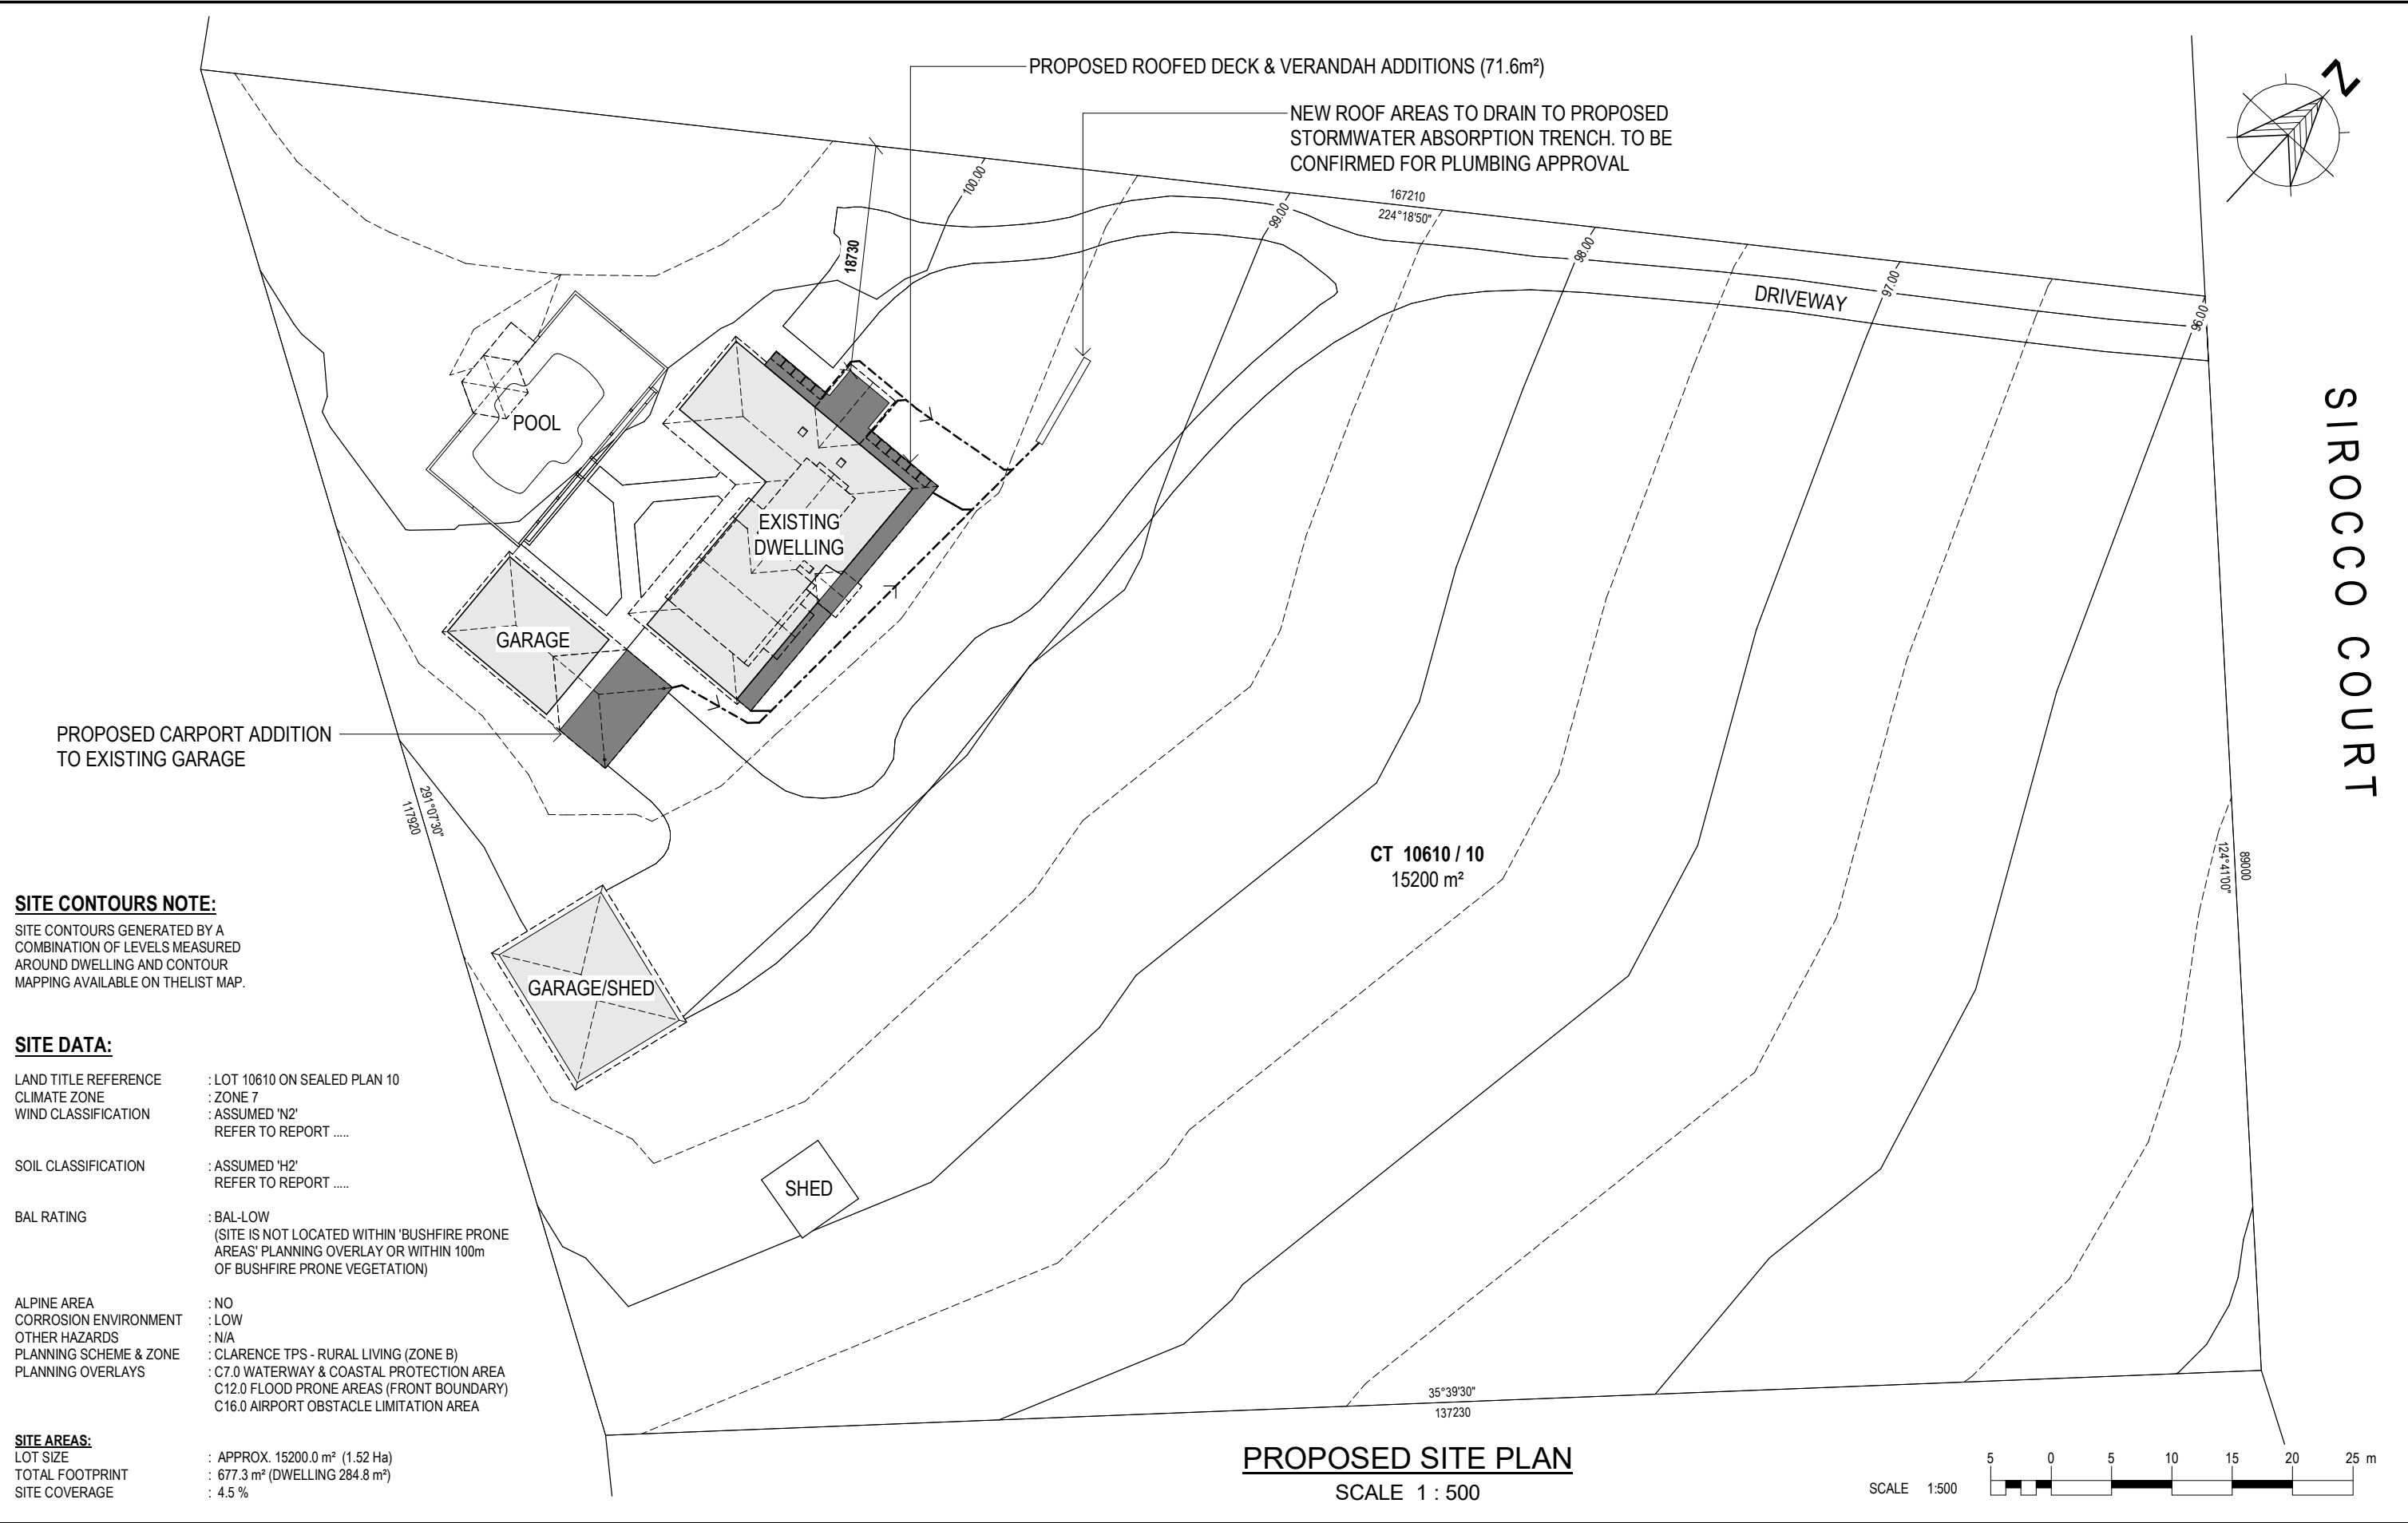 PROPOSED ROOFED DECK & VERANDAH ADDITIONS (71.6m²)
NEW ROOF AREAS TO DRAIN TO PROPOSED
STORMWATER ABSORPTION TRENCH. TO BE
CONFIRMED FOR PLUMBING APPROVAL
N
167210
224°18'50"
100.00
99.00
98.00
97.00
96.00
18730
DRIVEWAY
SIROCCO COURT
POOL
EXISTING
DWELLING
GARAGE
PROPOSED CARPORT ADDITION
TO EXISTING GARAGE
291°07'30"
117920
CT 10610 / 10
15200 m²
89000
124°41'00"
GARAGE/SHED
SHED
35°39'30"
137230
SITE CONTOURS NOTE:
SITE CONTOURS GENERATED BY A
COMBINATION OF LEVELS MEASURED
AROUND DWELLING AND CONTOUR
MAPPING AVAILABLE ON THELIST MAP.
SITE DATA:
LAND TITLE REFERENCE : LOT 10610 ON SEALED PLAN 10
CLIMATE ZONE : ZONE 7
WIND CLASSIFICATION : ASSUMED 'N2'
REFER TO REPORT .....
SOIL CLASSIFICATION : ASSUMED 'H2'
REFER TO REPORT .....
BAL RATING : BAL-LOW
(SITE IS NOT LOCATED WITHIN 'BUSHFIRE PRONE
AREAS' PLANNING OVERLAY OR WITHIN 100m
OF BUSHFIRE PRONE VEGETATION)
ALPINE AREA : NO
CORROSION ENVIRONMENT : LOW
OTHER HAZARDS : N/A
PLANNING SCHEME & ZONE : CLARENCE TPS - RURAL LIVING (ZONE B)
PLANNING OVERLAYS : C7.0 WATERWAY & COASTAL PROTECTION AREA
C12.0 FLOOD PRONE AREAS (FRONT BOUNDARY)
C16.0 AIRPORT OBSTACLE LIMITATION AREA
SITE AREAS:
LOT SIZE : APPROX. 15200.0 m² (1.52 Ha)
TOTAL FOOTPRINT : 677.3 m² (DWELLING 284.8 m²)
SITE COVERAGE : 4.5 %
PROPOSED SITE PLAN
SCALE 1 : 500
SCALE 1:500
5 0 5 10 15 20 25 m